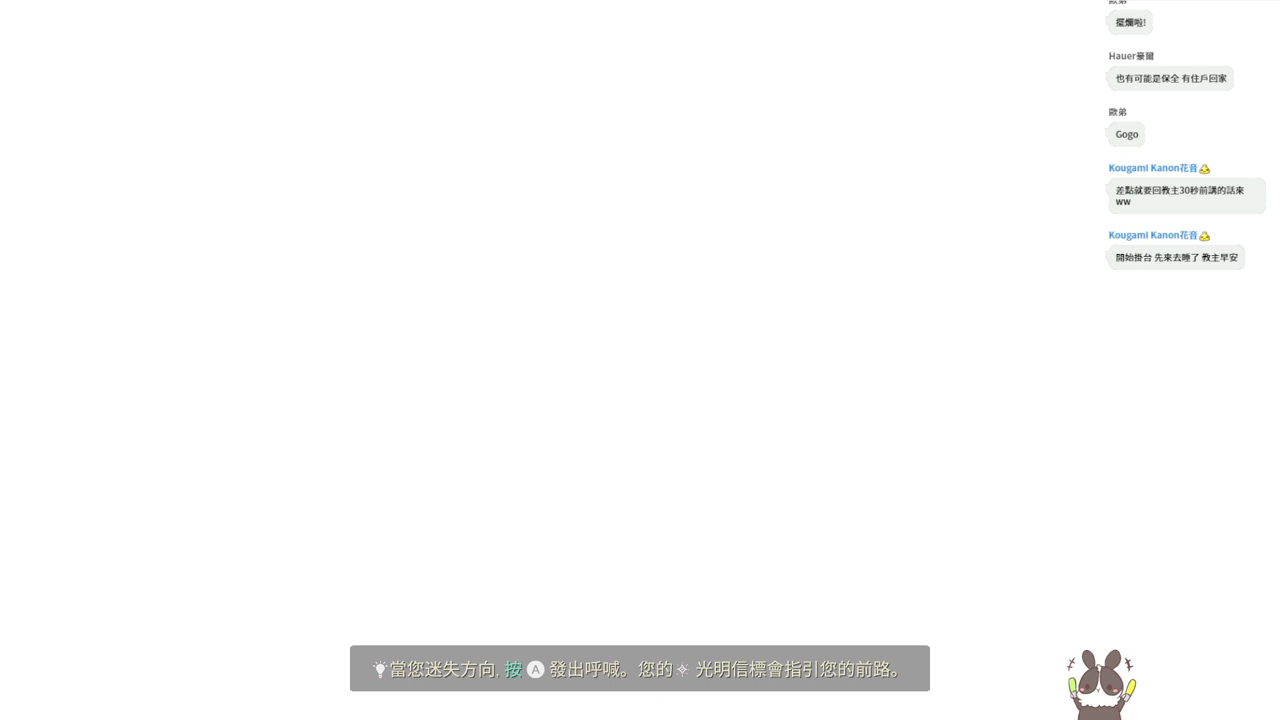 歐弟
擺爛啦!
Hauer豪爾
也有可能是保全 有住戶回家
歐弟
Gogo
Kougami Kanon花音
差點就要回教主30秒前講的話來
ww
Kougami Kanon花音
開始掛台 先來去睡了 教主早安
當您迷失方向, 按 A 發出呼喊。您的 光明信標會指引您的前路。